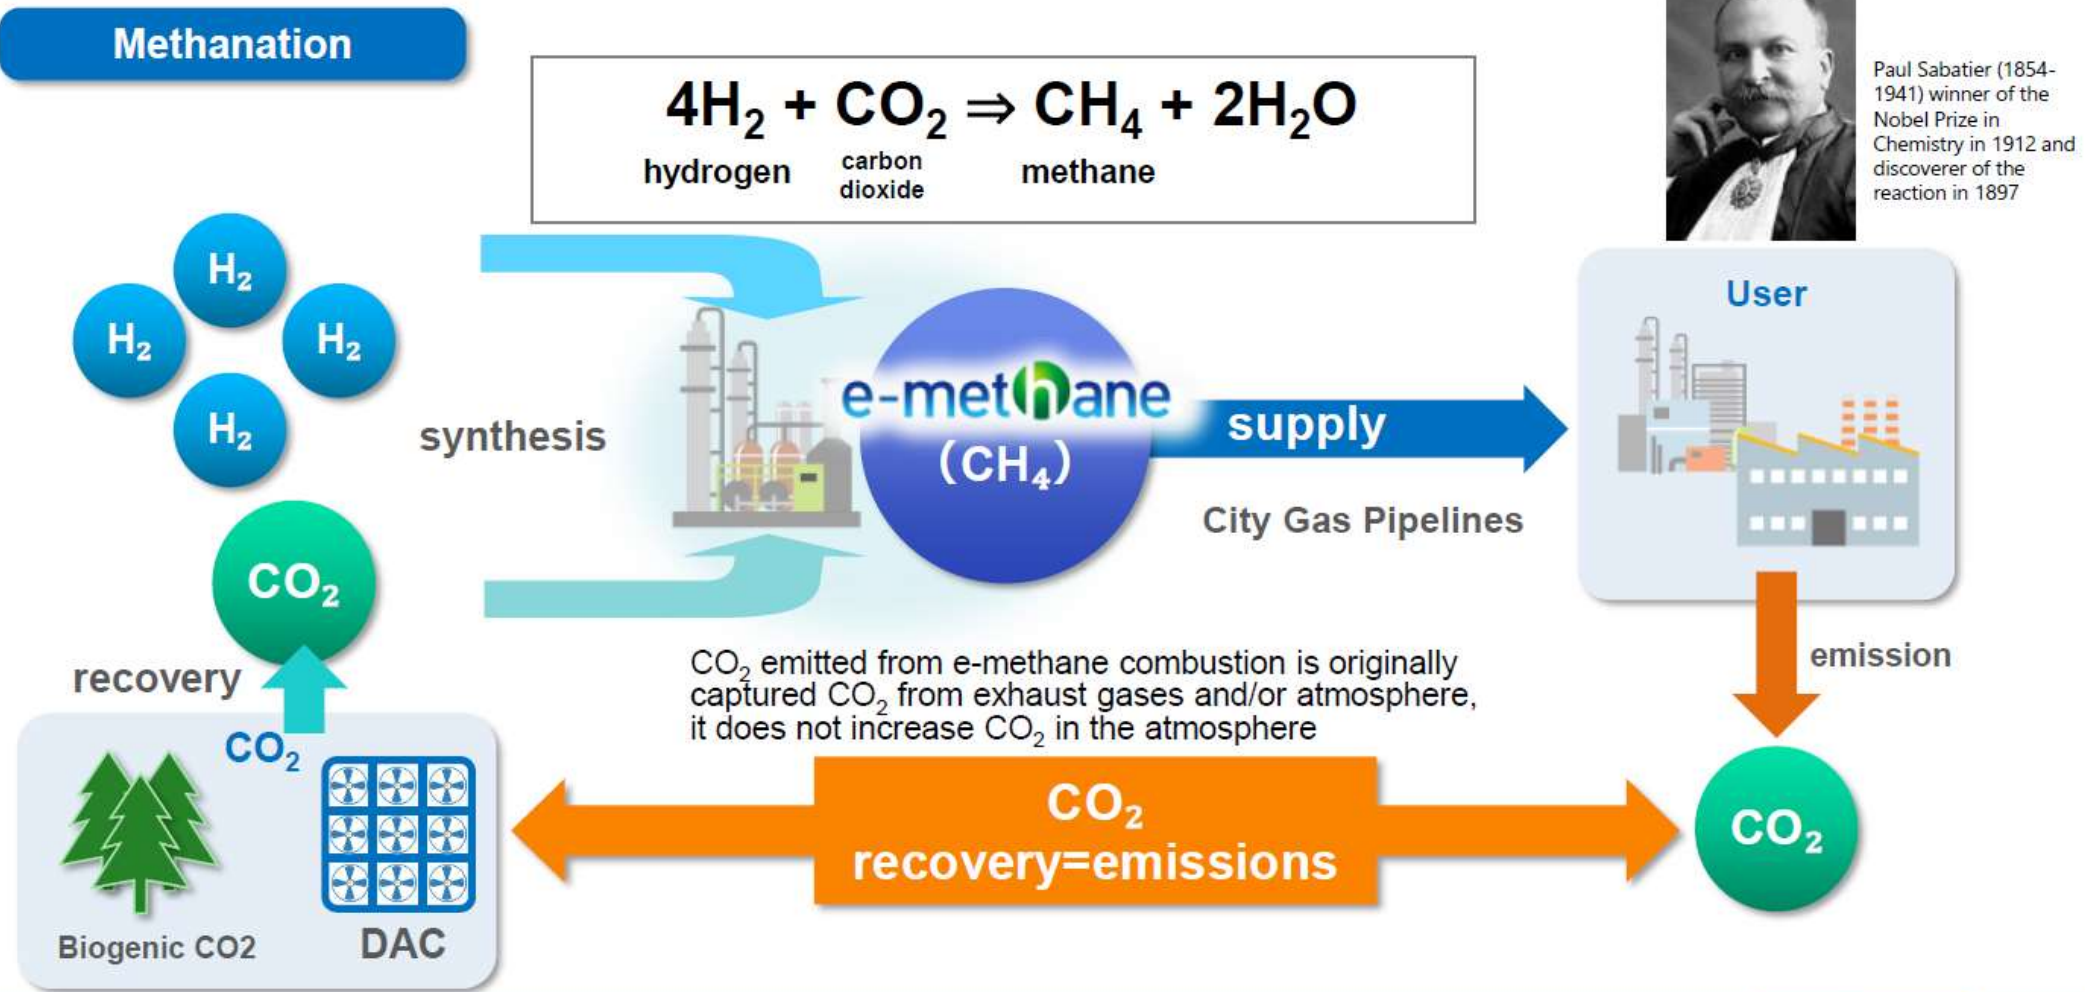 Methanation
4H₂ + CO₂ ⇒ CH₄ + 2H₂O
hydrogen
carbon
dioxide
methane
Paul Sabatier (1854-
1941) winner of the
Nobel Prize in
Chemistry in 1912 and
discoverer of the
reaction in 1897
H₂
H₂
H₂
H₂
synthesis
e-methane
(CH₄)
supply
City Gas Pipelines
User
CO₂
recovery
CO₂
Biogenic CO2
DAC
CO₂ emitted from e-methane combustion is originally
captured CO₂ from exhaust gases and/or atmosphere,
it does not increase CO₂ in the atmosphere
emission
CO₂
recovery=emissions
CO₂